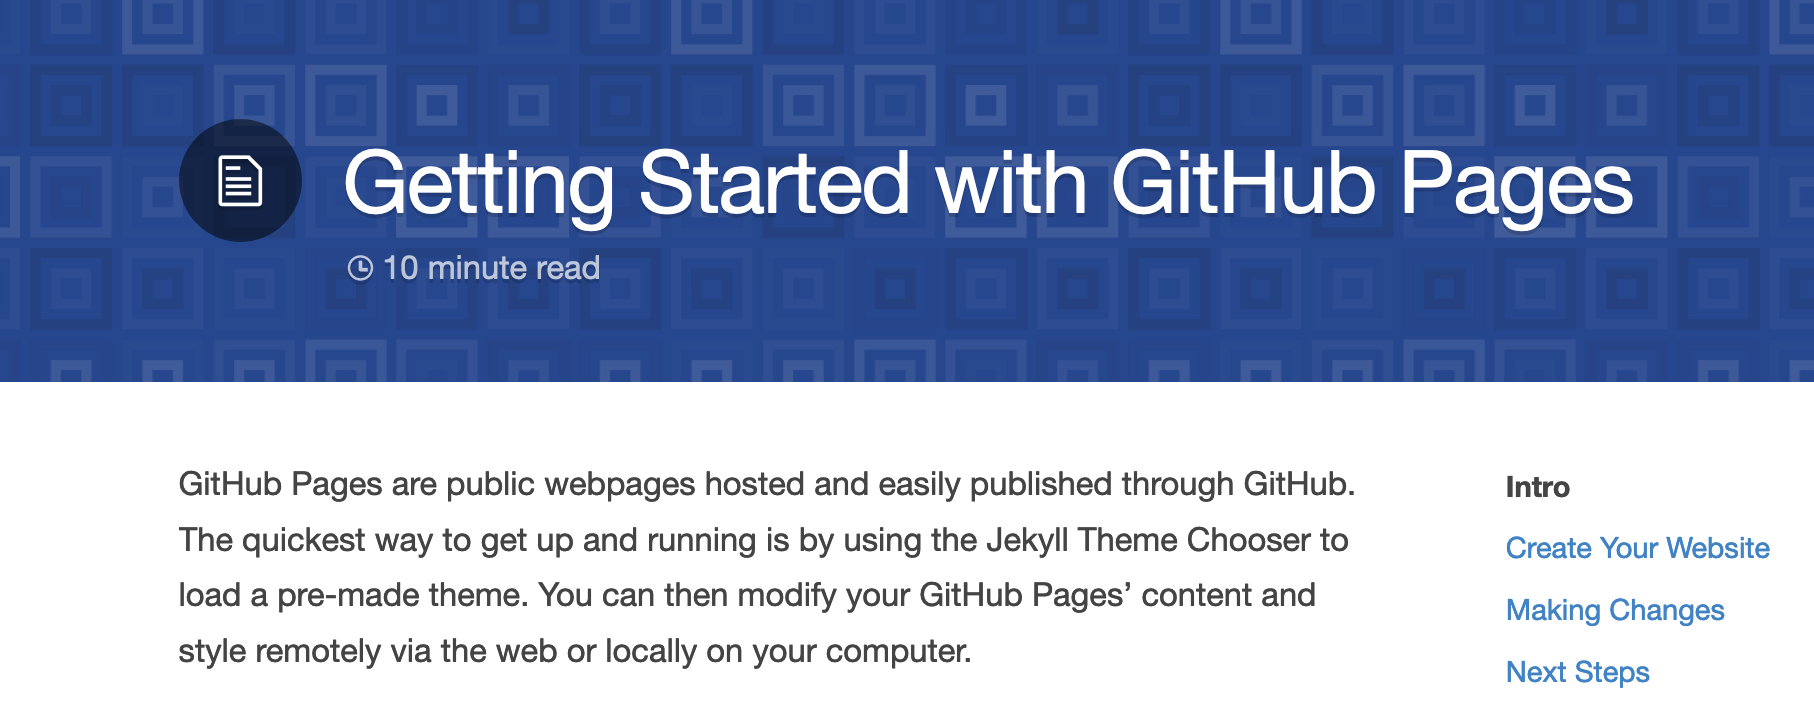 Getting Started with GitHub Pages
10 minute read
GitHub Pages are public webpages hosted and easily published through GitHub.
The quickest way to get up and running is by using the Jekyll Theme Chooser to
load a pre-made theme. You can then modify your GitHub Pages’ content and
style remotely via the web or locally on your computer.
Intro
Create Your Website
Making Changes
Next Steps